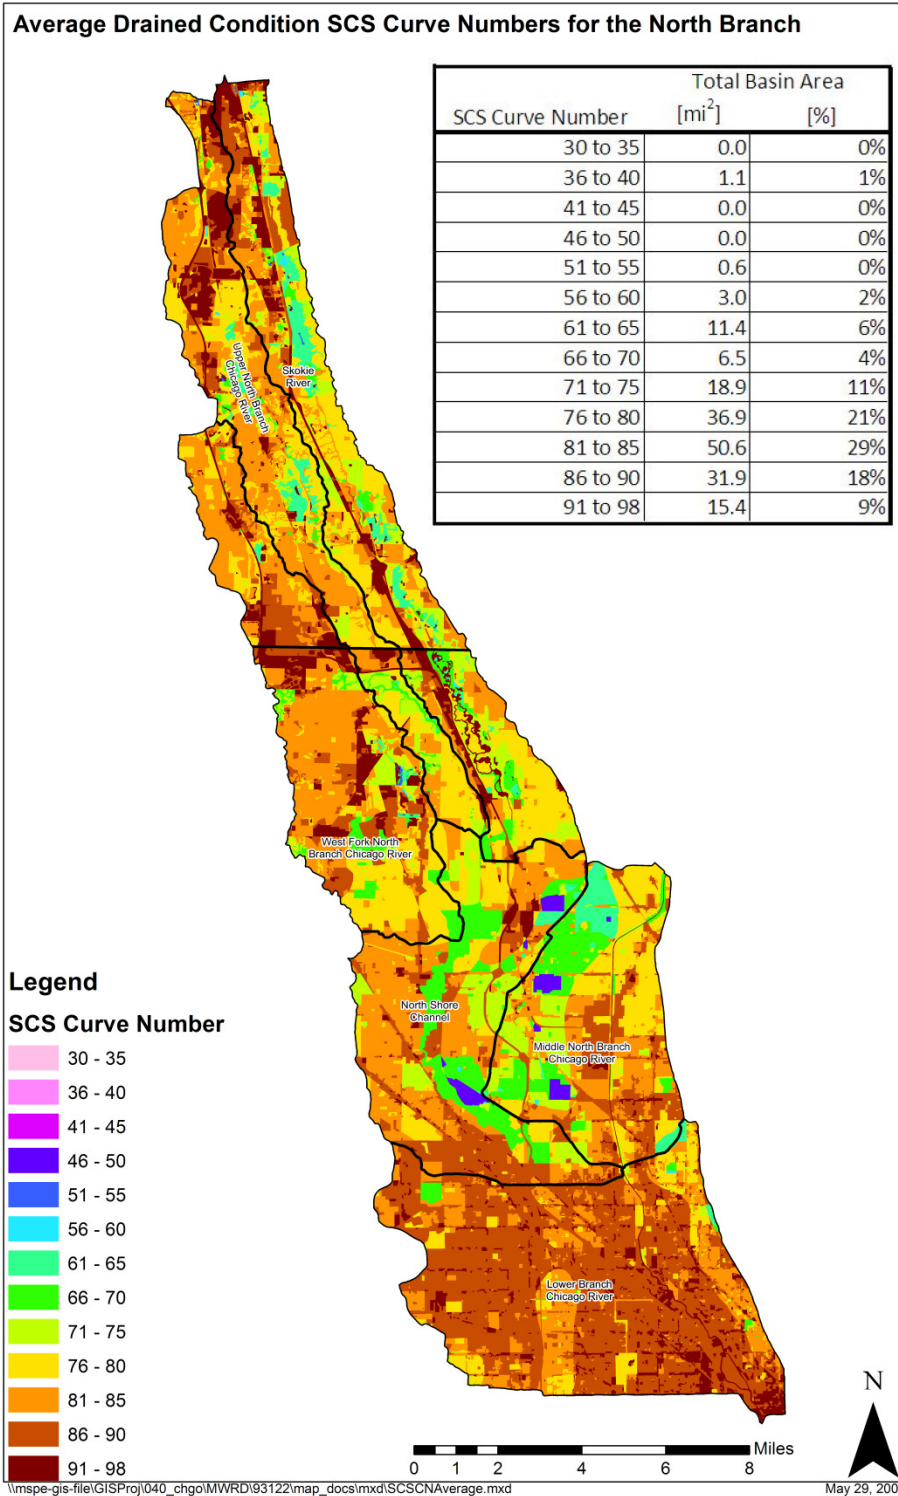 Average Drained Condition SCS Curve Numbers for the North Branch
Total Basin Area
SCS Curve Number [mi²] [%]
30 to 35 0.0 0%
36 to 40 1.1 1%
41 to 45 0.0 0%
46 to 50 0.0 0%
51 to 55 0.6 0%
56 to 60 3.0 2%
61 to 65 11.4 6%
66 to 70 6.5 4%
71 to 75 18.9 11%
76 to 80 36.9 21%
81 to 85 50.6 29%
86 to 90 31.9 18%
91 to 98 15.4 9%
Upper North Branch
Chicago River
Skokie
River
West Fork North
Branch Chicago River
North Shore
Channel
Middle North Branch
Chicago River
Lower Branch
Chicago River
Legend
SCS Curve Number
30 - 35
36 - 40
41 - 45
46 - 50
51 - 55
56 - 60
61 - 65
66 - 70
71 - 75
76 - 80
81 - 85
86 - 90
91 - 98
N
Miles
0 1 2 4 6 8
\\mspe-gis-file\GISProj\040_chgo\MWRD\93122\map_docs\mxd\SCSCNAverage.mxd
May 29, 200